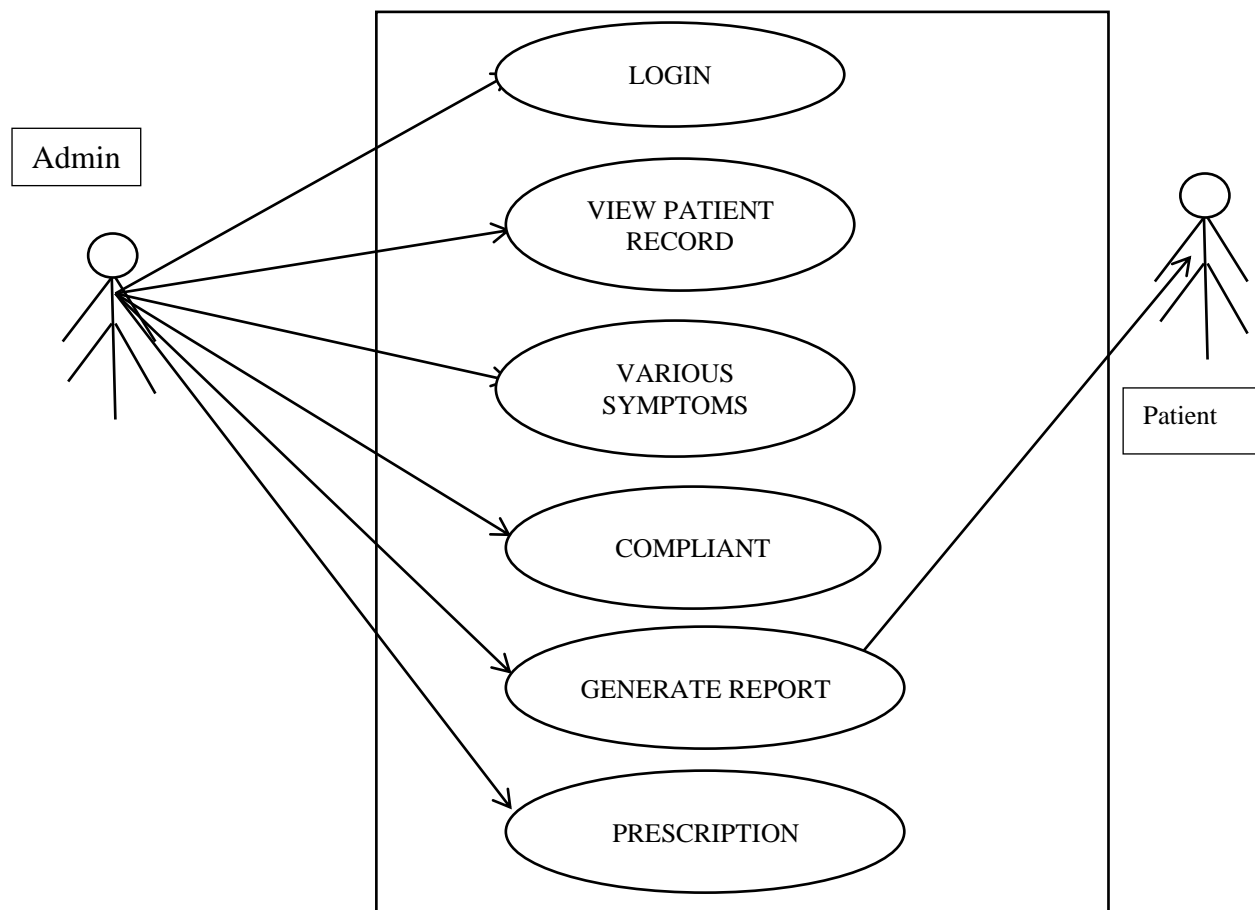 LOGIN
Admin
VIEW PATIENT
RECORD
VARIOUS
SYMPTOMS
Patient
COMPLIANT
GENERATE REPORT
PRESCRIPTION